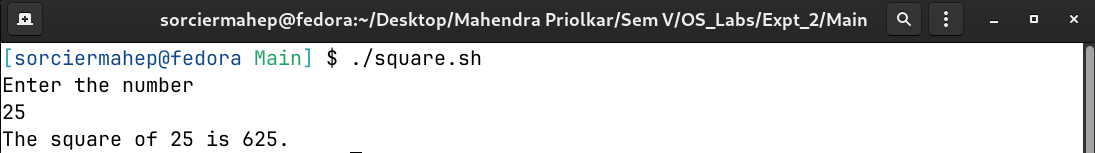 sorciermahep@fedora:~/Desktop/Mahendra Priolkar/Sem V/OS_Labs/Expt_2/Main
[sorciermahep@fedora Main] $ ./square.sh
Enter the number
25
The square of 25 is 625.